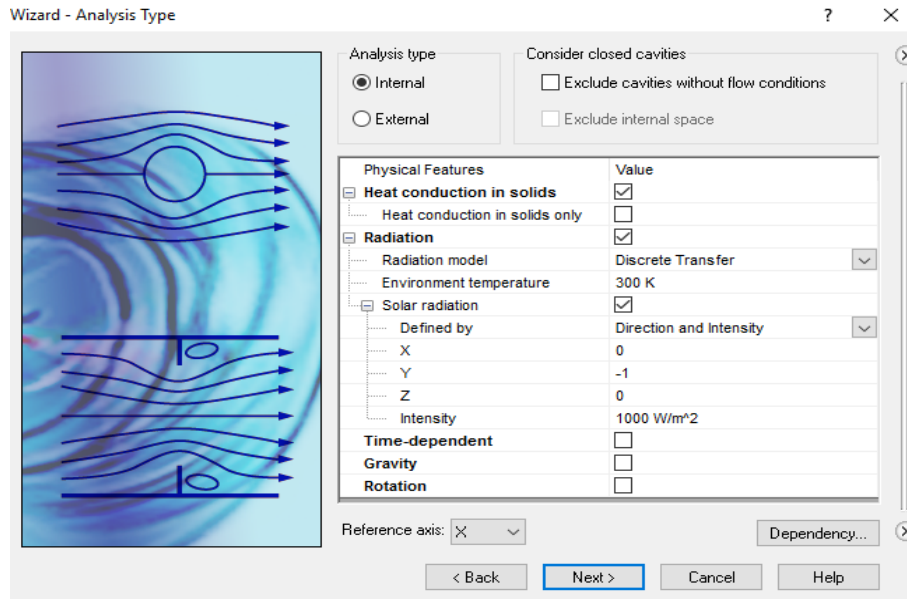 Wizard - Analysis Type ? ×
Analysis type Consider closed cavities
Internal Exclude cavities without flow conditions
External Exclude internal space
Physical Features Value
Heat conduction in solids
Heat conduction in solids only
Radiation
Radiation model Discrete Transfer
Environment temperature 300 K
Solar radiation
Defined by Direction and Intensity
X 0
Y -1
Z 0
Intensity 1000 W/m^2
Time-dependent
Gravity
Rotation
Reference axis: X Dependency...
< Back Next > Cancel Help